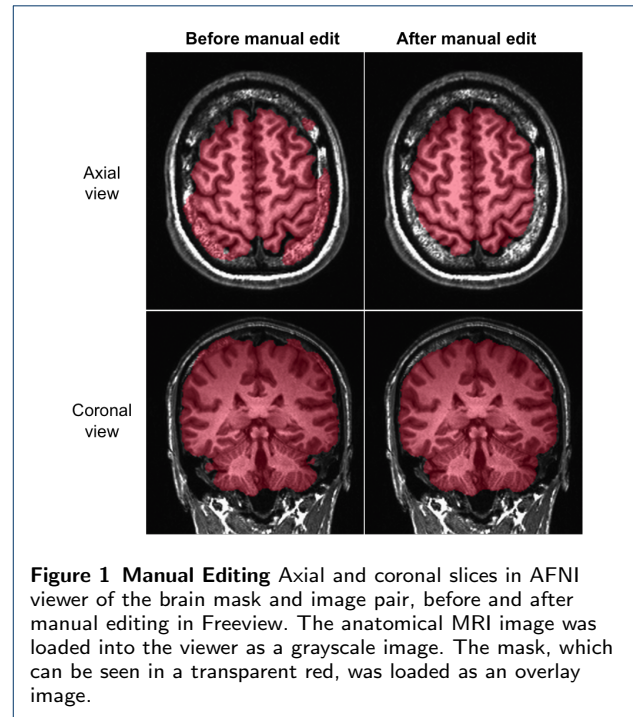 Before manual edit After manual edit
Axial
view
Coronal
view
Figure 1 Manual Editing Axial and coronal slices in AFNI
viewer of the brain mask and image pair, before and after
manual editing in Freeview. The anatomical MRI image was
loaded into the viewer as a grayscale image. The mask, which
can be seen in a transparent red, was loaded as an overlay
image.